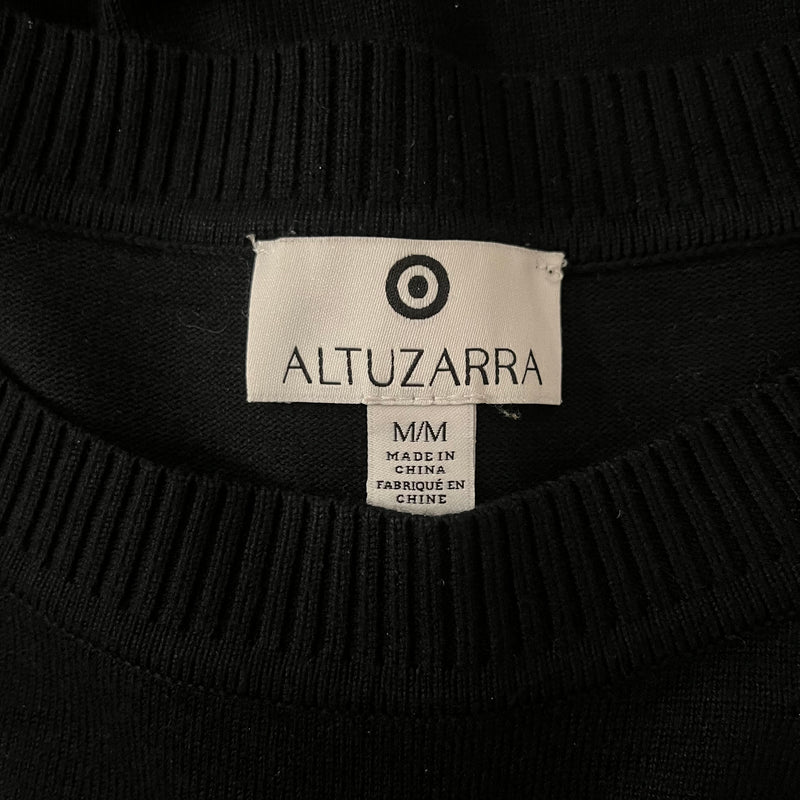 ALTUZARRA
M/M
MADE IN
CHINA
FABRIQUÉ EN
CHINE